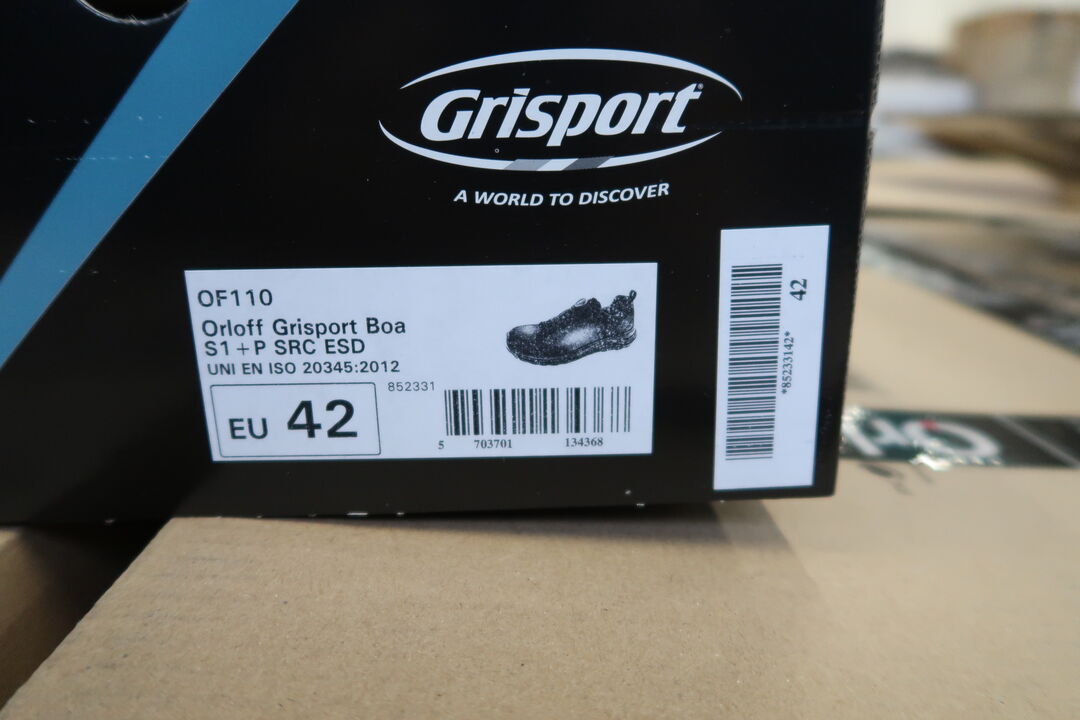 Grisport
A WORLD TO DISCOVER
OF110
Orloff Grisport Boa
S1+P SRC ESD
UNI EN ISO 20345:2012
852331
EU 42
5 703701 134368
42
*85233142*